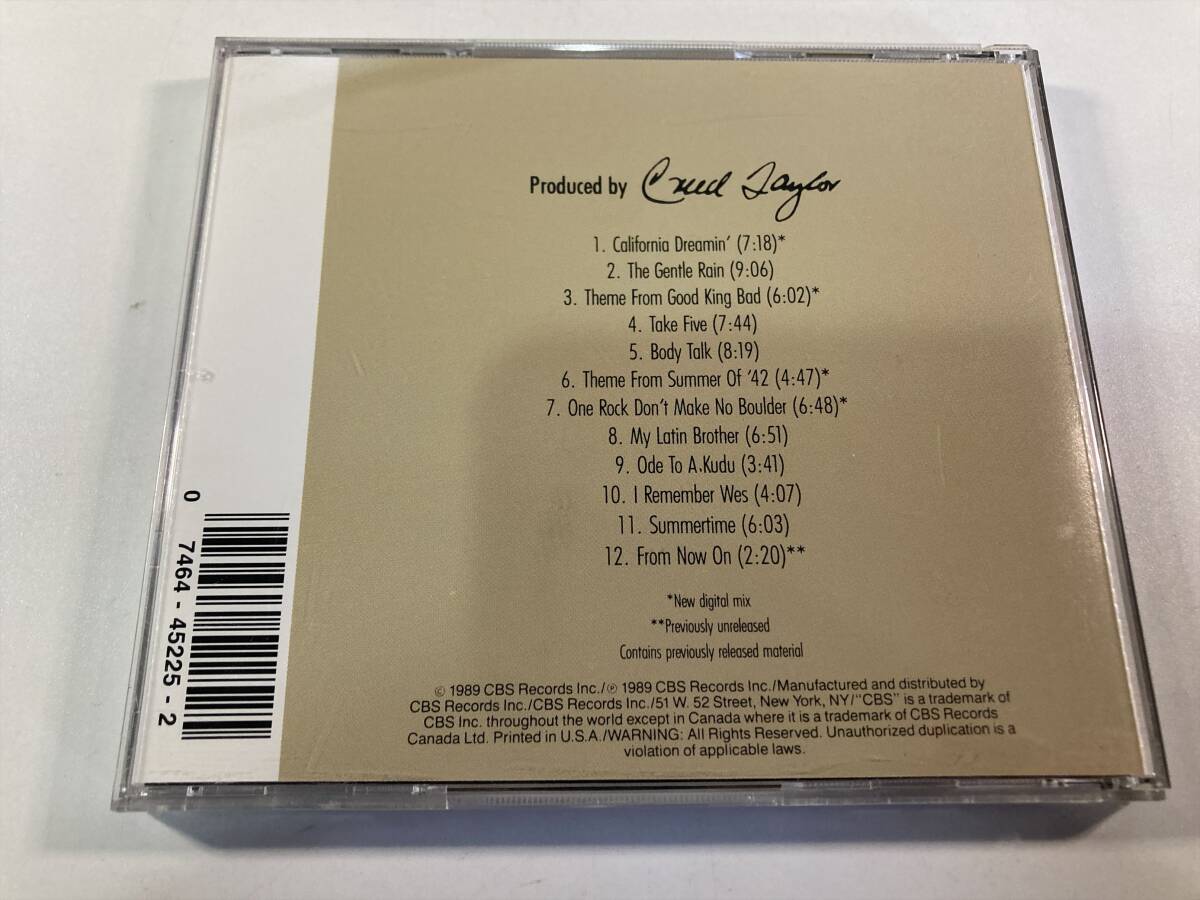 Produced by Creed Taylor
1. California Dreamin' (7:18)*
2. The Gentle Rain (9:06)
3. Theme From Good King Bad (6:02)*
4. Take Five (7:44)
5. Body Talk (8:19)
6. Theme From Summer Of '42 (4:47)*
7. One Rock Don't Make No Boulder (6:48)*
8. My Latin Brother (6:51)
9. Ode To A.Kudu (3:41)
10. I Remember Wes (4:07)
11. Summertime (6:03)
12. From Now On (2:20)**
*New digital mix
**Previously unreleased
Contains previously released material
© 1989 CBS Records Inc./℗ 1989 CBS Records Inc./Manufactured and distributed by
CBS Records Inc./CBS Records Inc./51 W. 52 Street, New York, NY/"CBS" is a trademark of
CBS Inc. throughout the world except in Canada where it is a trademark of CBS Records
Canada Ltd. Printed in U.S.A./WARNING: All Rights Reserved. Unauthorized duplication is a
violation of applicable laws.
0 7464-45225-2